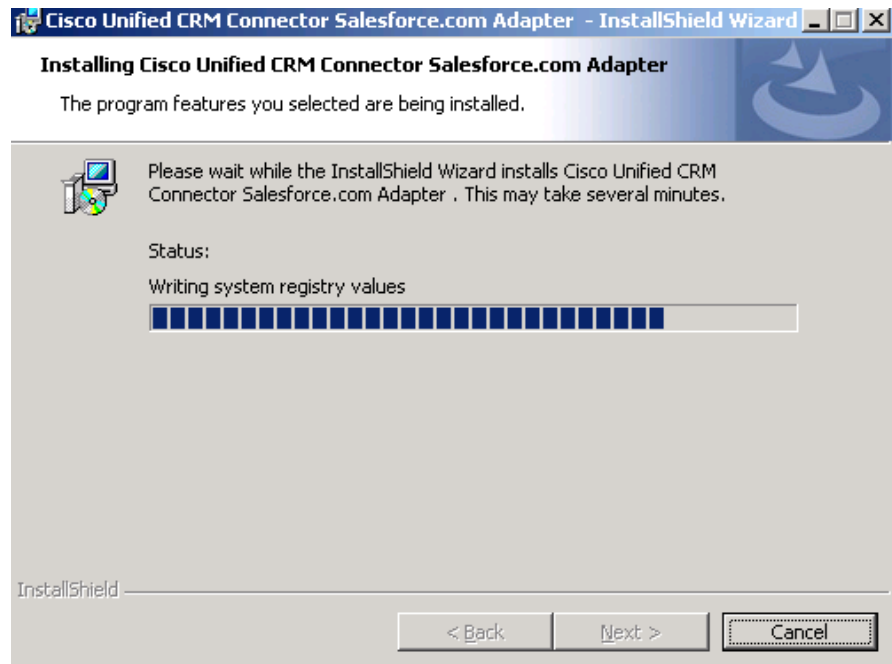 Cisco Unified CRM Connector Salesforce.com Adapter - InstallShield Wizard
Installing Cisco Unified CRM Connector Salesforce.com Adapter
The program features you selected are being installed.
Please wait while the InstallShield Wizard installs Cisco Unified CRM
Connector Salesforce.com Adapter . This may take several minutes.
Status:
Writing system registry values
InstallShield
< Back Next > Cancel